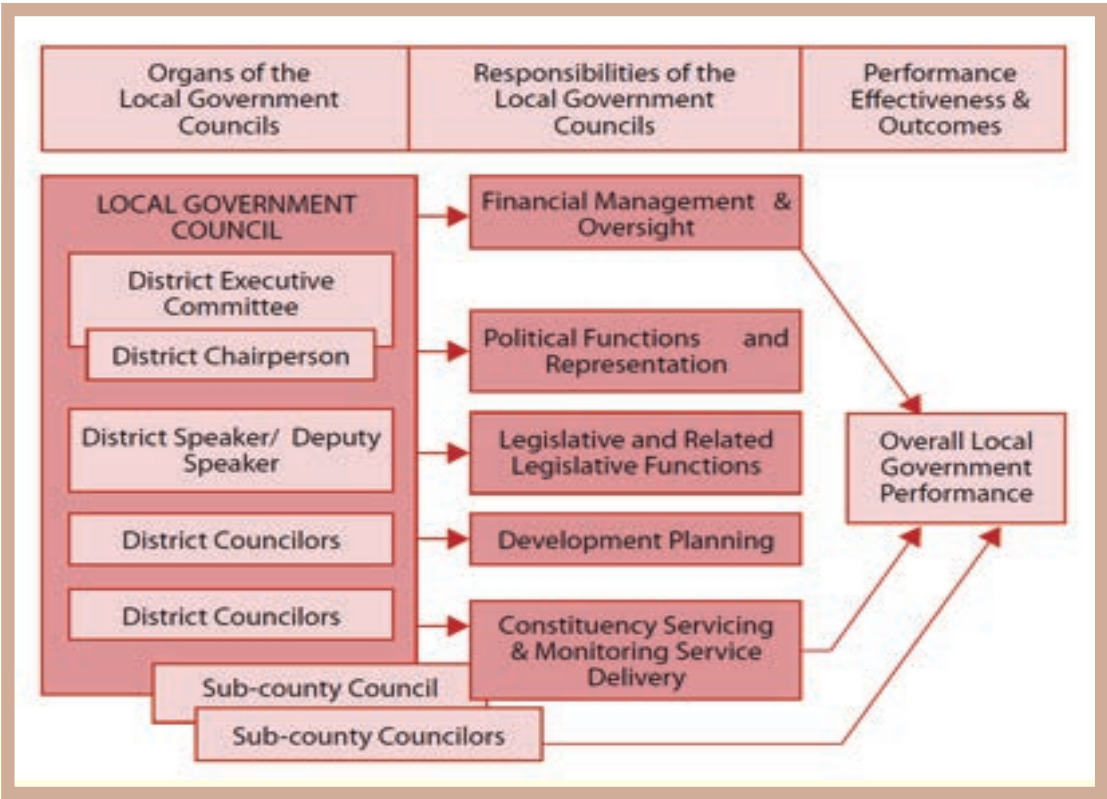 Organs of the
Local Government
Councils
Responsibilities of the
Local Government
Councils
Performance
Effectiveness &
Outcomes
LOCAL GOVERNMENT
COUNCIL
District Executive
Committee
District Chairperson
District Speaker/ Deputy
Speaker
District Councilors
District Councilors
Sub-county Council
Sub-county Councilors
Financial Management &
Oversight
Political Functions and
Representation
Legislative and Related
Legislative Functions
Development Planning
Constituency Servicing
& Monitoring Service
Delivery
Overall Local
Government
Performance